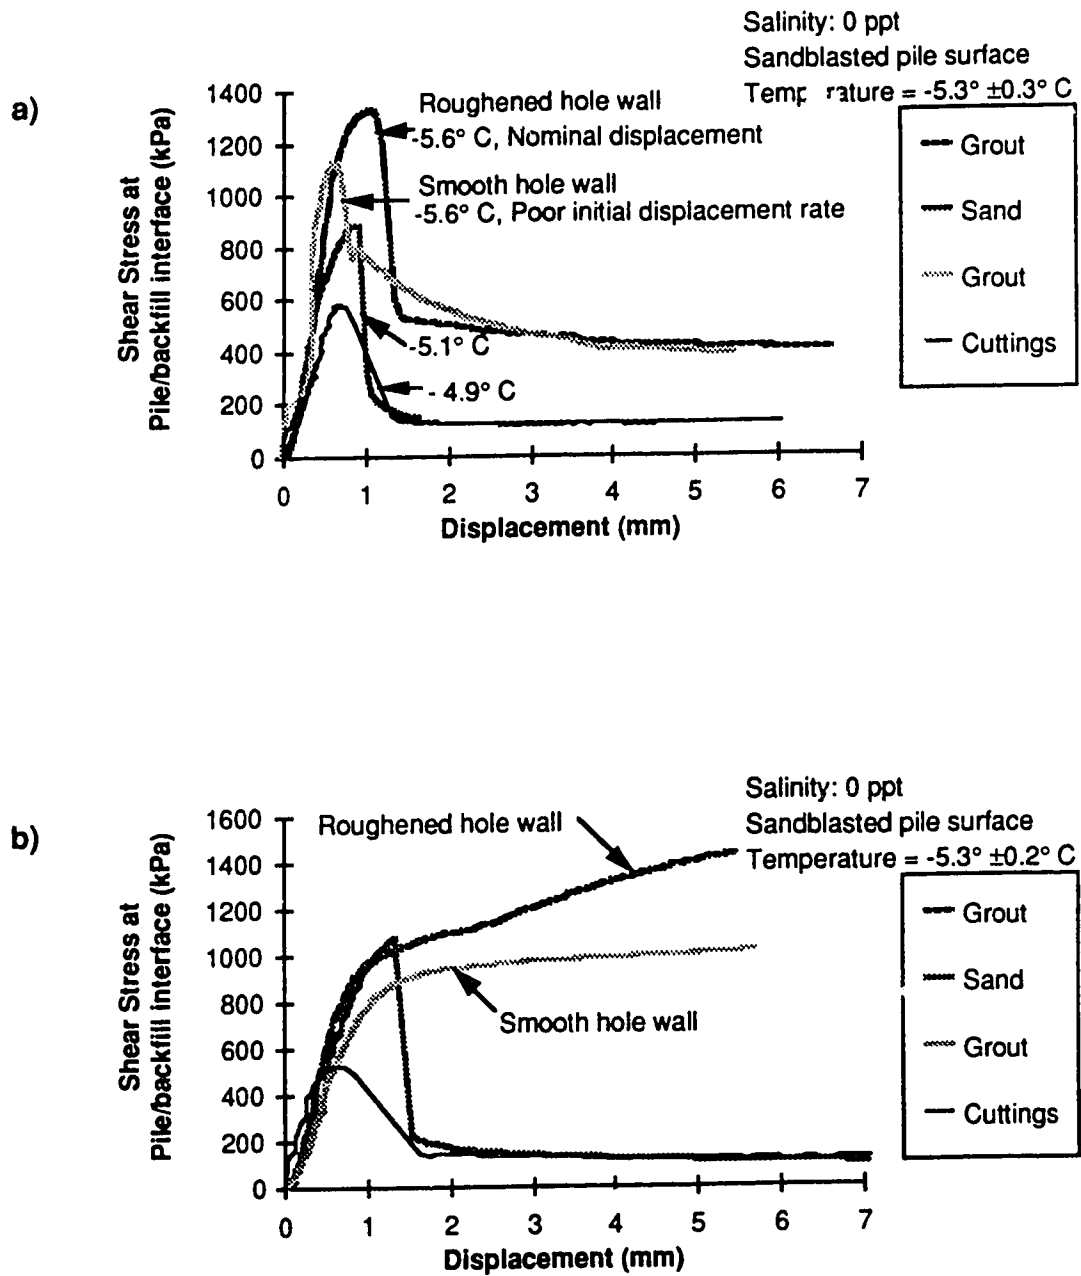 a)
Salinity: 0 ppt
Sandblasted pile surface
= -5.3° ±0.3° C
Shear Stress at
Pile/backfill interface (kPa)
1400
1200
1000
800
600
400
200
0
Roughened hole wall
-5.6° C, Nominal displacement
Smooth hole wall
-5.6° C, Poor initial displacement rate
-5.1° C
- 4.9° C
Grout
Sand
Grout
Cuttings
0 1 2 3 4 5 6 7
Displacement (mm)
b)
Salinity: 0 ppt
Sandblasted pile surface
Temperature = -5.3° ±0.2° C
Shear Stress at
Pile/backfill interface (kPa)
1600
1400
1200
1000
800
600
400
200
0
Roughened hole wall
Smooth hole wall
Grout
Sand
Grout
Cuttings
0 1 2 3 4 5 6 7
Displacement (mm)